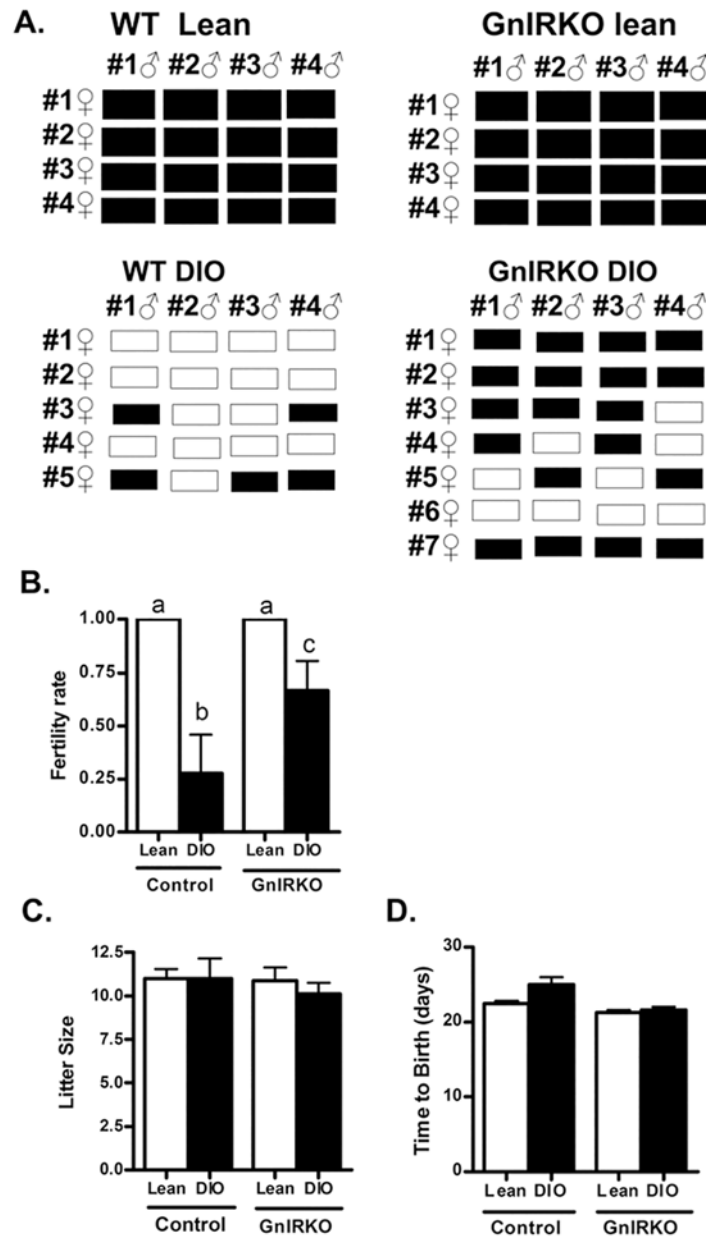 A.
WT Lean
#1♂ #2♂ #3♂ #4♂
#1♀
#2♀
#3♀
#4♀
GnIRKO lean
#1♂ #2♂ #3♂ #4♂
#1♀
#2♀
#3♀
#4♀
WT DIO
#1♂ #2♂ #3♂ #4♂
#1♀
#2♀
#3♀
#4♀
#5♀
GnIRKO DIO
#1♂ #2♂ #3♂ #4♂
#1♀
#2♀
#3♀
#4♀
#5♀
#6♀
#7♀
B.
Fertility rate
1.00
0.75
0.50
0.25
0.00
a
b
a
c
Lean DIO Lean DIO
Control GnIRKO
C.
Litter Size
12.5
10.0
7.5
5.0
2.5
0.0
Lean DIO Lean DIO
Control GnIRKO
D.
Time to Birth (days)
30
20
10
0
Lean DIO Lean DIO
Control GnIRKO